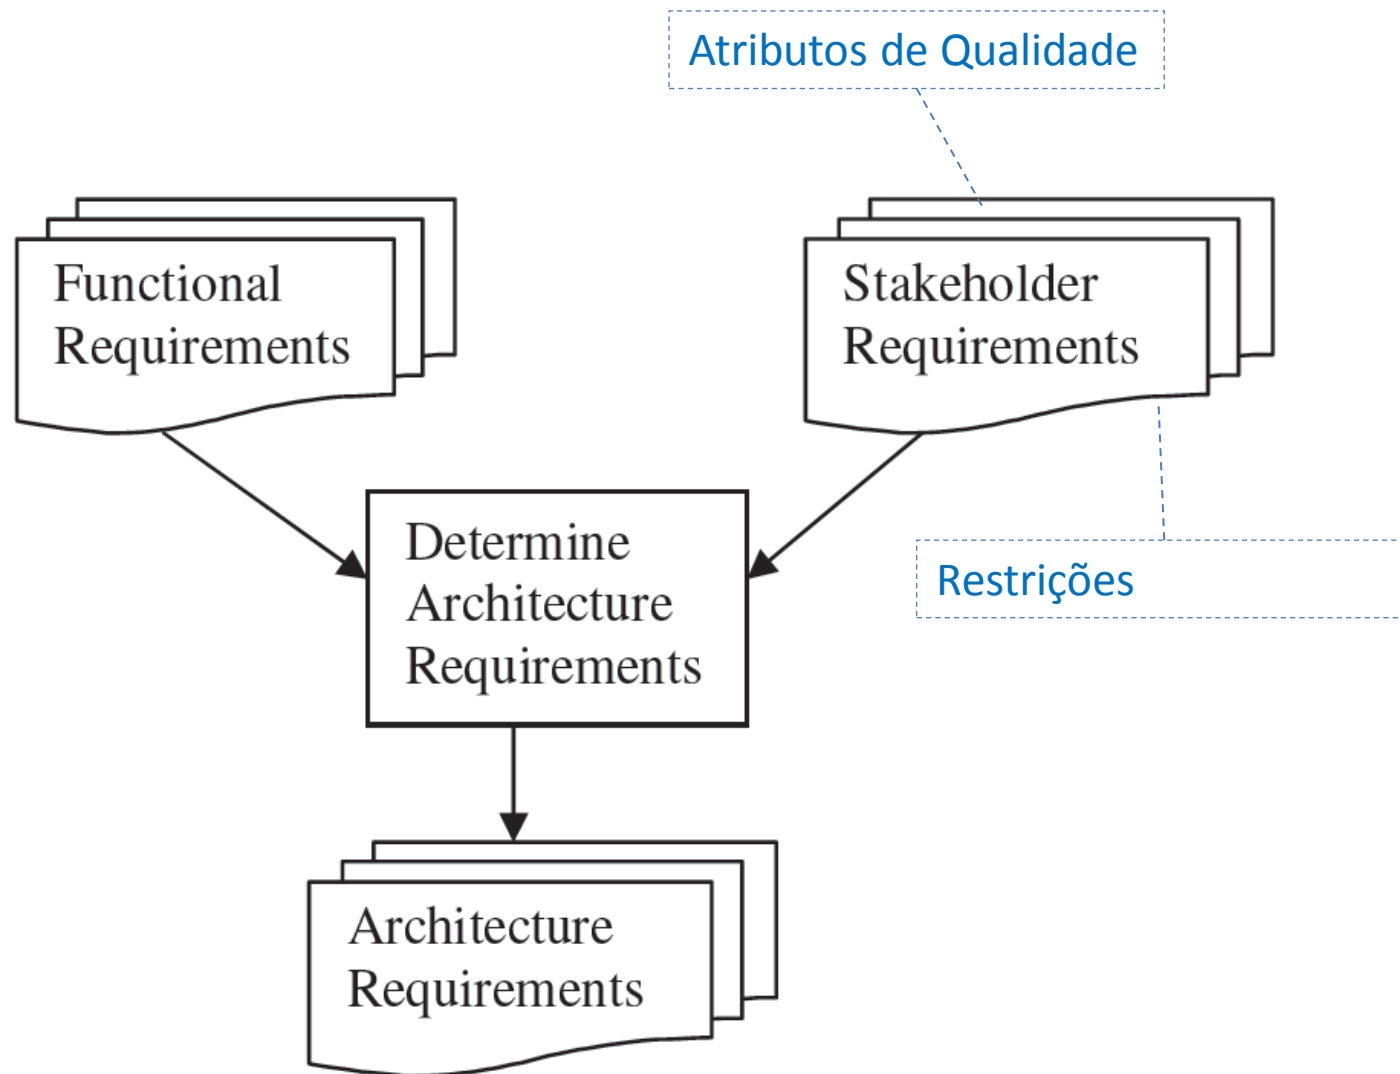 Atributos de Qualidade
Functional
Requirements
Stakeholder
Requirements
Determine
Architecture
Requirements
Restrições
Architecture
Requirements